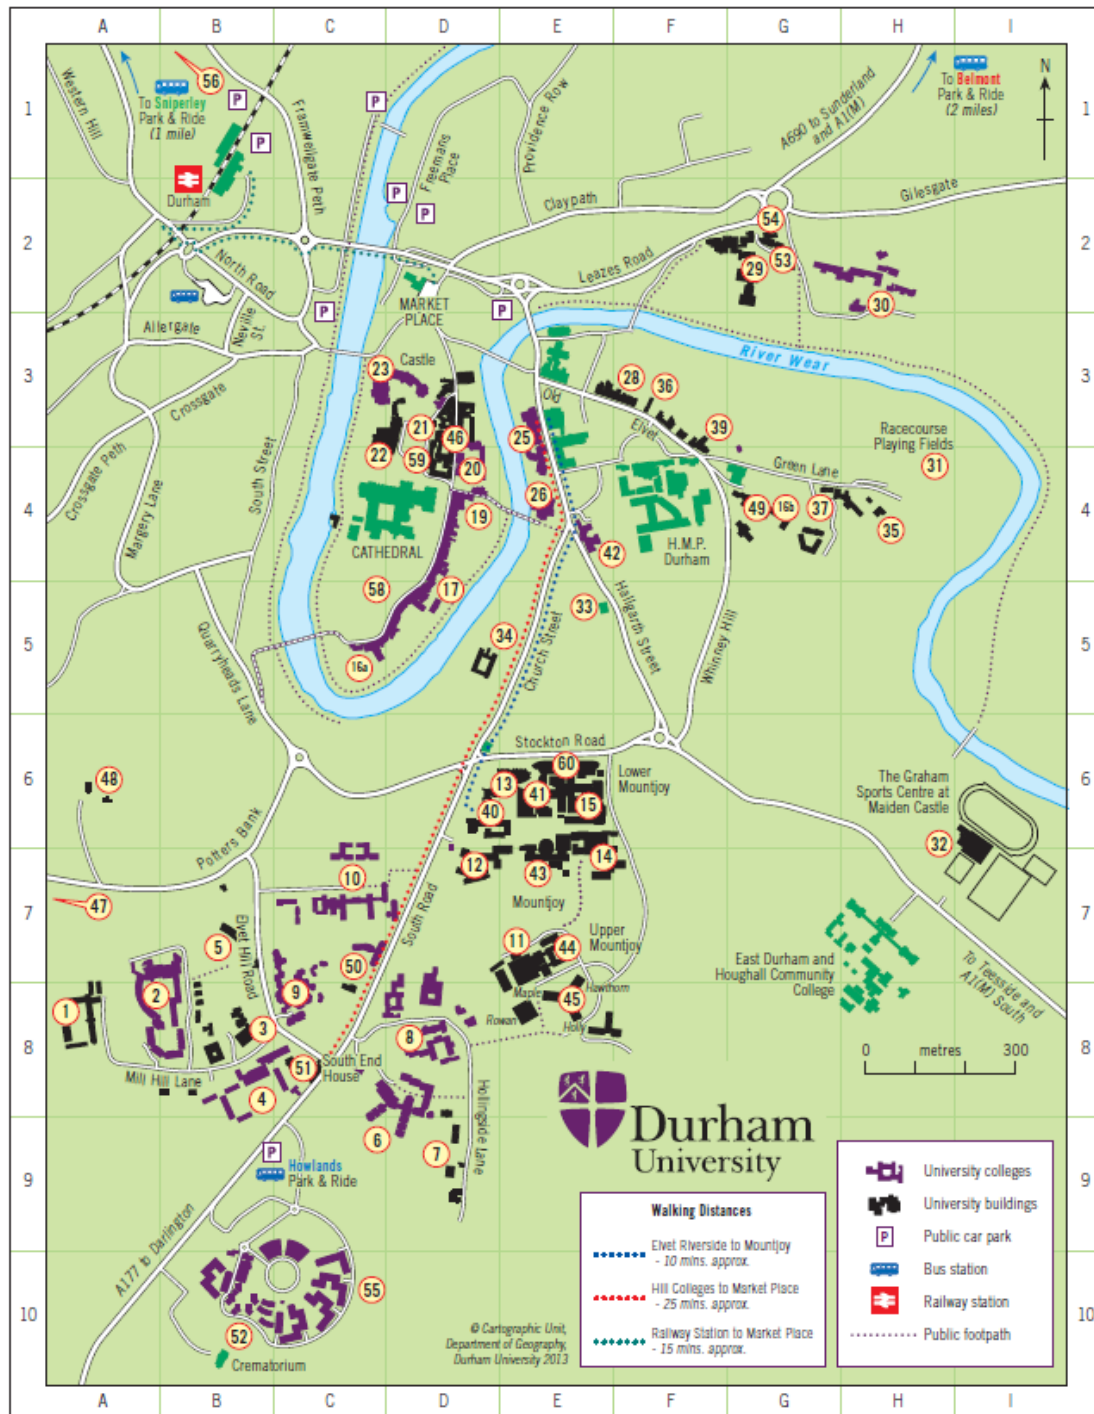 A B C D E F G H I
1
2
3
4
5
6
7
8
9
10
1
2
3
4
5
6
7
8
9
10
A B C D E F G H I
Western Hill
56
To Sniperley
Park & Ride
(1 mile)
P
P
P
P
P
Durham
Framwellgate Peth
Freemans
Place
Providence Row
Claypath
A690 to Sunderland
and A1(M)
To Belmont
Park & Ride
(2 miles)
N
Gilesgate
54
53
29
30
Leazes Road
North Road
P
MARKET
PLACE
P
Allergate
Neville
St.
Crossgate
Castle
23
21
46
22
59
20
25
Old
Elvet
28
36
39
River Wear
Racecourse
Playing Fields
31
Green Lane
Crossgate Peth
Margery Lane
South Street
CATHEDRAL
19
26
42
H.M.P.
Durham
49
16b
37
35
58
17
33
34
16a
Church Street
Hallgarth Street
Whinney Hill
Quarryheads Lane
Stockton Road
60
13
41
15
40
Lower
Mountjoy
48
Potters Bank
The Graham
Sports Centre at
Maiden Castle
32
12
43
14
Mountjoy
10
47
South Road
Elvet Hill Road
5
11
44
Upper
Mountjoy
50
East Durham and
Houghall Community
College
To Teesside and
A1(M) South
1
2
9
Maple
Hawthorn
45
Rowan
Holly
3
8
Mill Hill Lane
51
South End
House
4
0 metres 300
6
7
Hollingside Lane
P
Howlands
Park & Ride
A177 to Darlington
55
52
Crematorium
Durham
University
Walking Distances
Elvet Riverside to Mountjoy
- 10 mins. approx.
Hill Colleges to Market Place
- 25 mins. approx.
Railway Station to Market Place
- 15 mins. approx.
University colleges
University buildings
P Public car park
Bus station
Railway station
Public footpath
© Cartographic Unit,
Department of Geography,
Durham University 2013